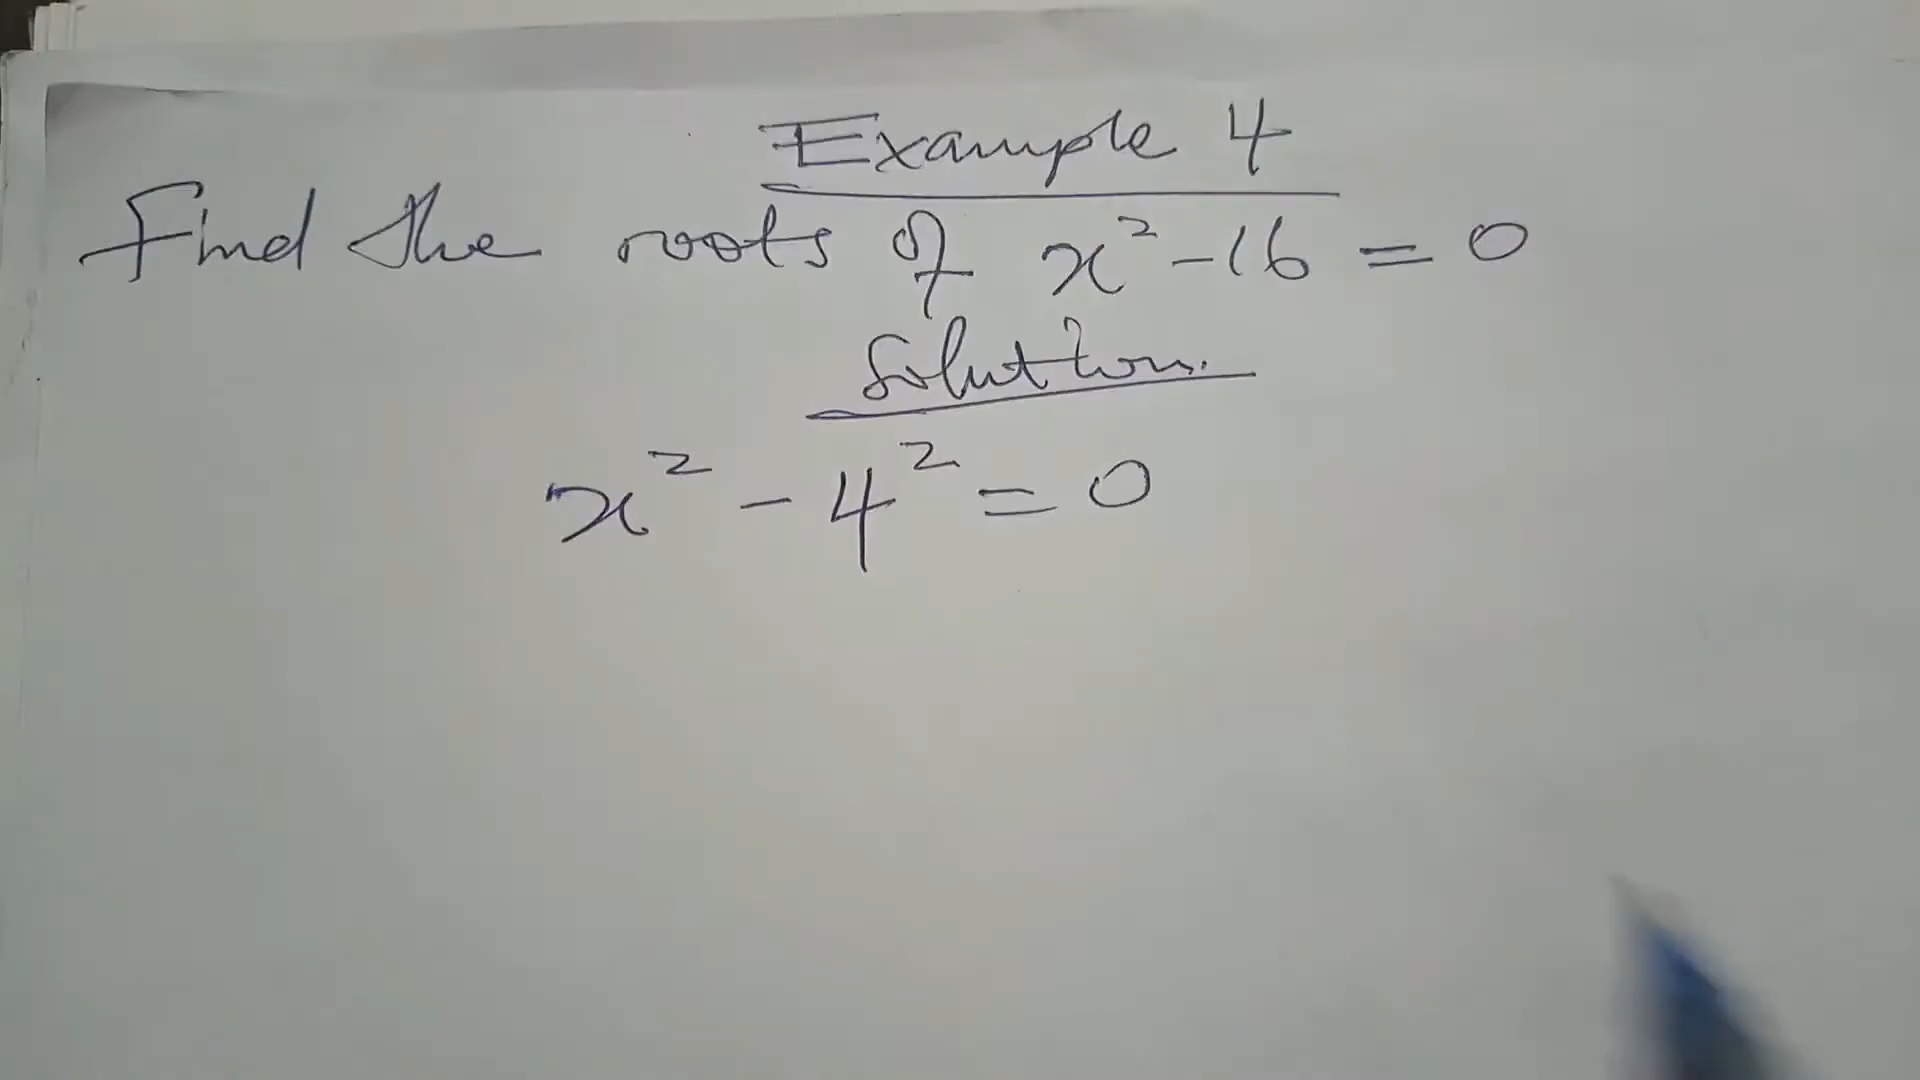 Example 4
Find the roots of x² - 16 = 0
Solution.
x² - 4² = 0